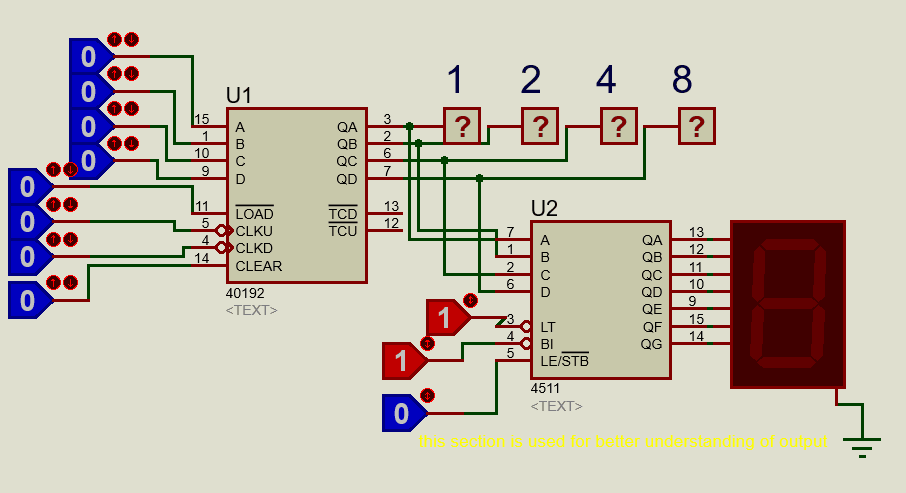 1 2 4 8
0
0
0
0
0
0
0
0
U1
15 A QA 3
1 B QB 2
10 C QC 6
9 D QD 7
11 LOAD TCD 13
5 CLKU TCU 12
4 CLKD
14 CLEAR
40192
<TEXT>
? ? ? ?
U2
7 A QA 13
1 B QB 12
2 C QC 11
6 D QD 10
QE 9
3 LT QF 15
4 BI QG 14
5 LE/STB
4511
<TEXT>
1
1
0
this section is used for better understanding of output